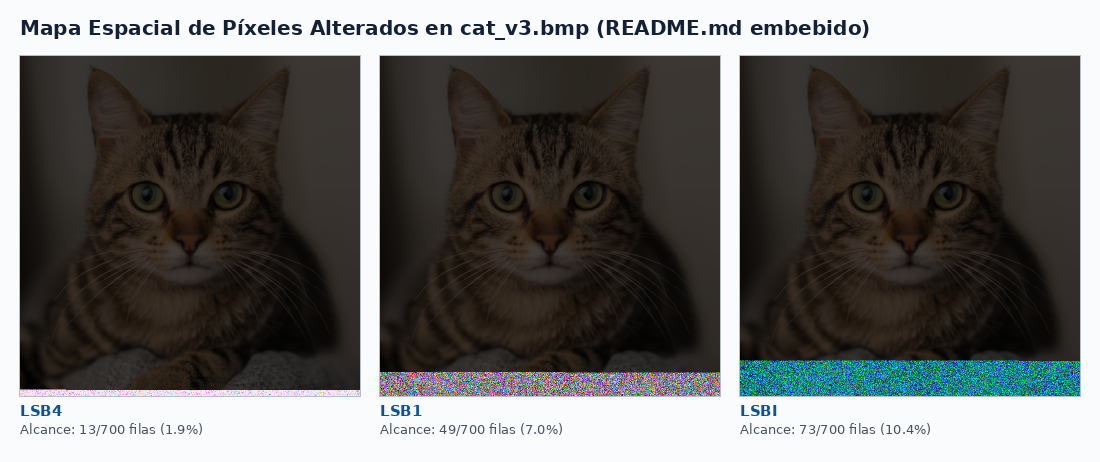 Mapa Espacial de Píxeles Alterados en cat_v3.bmp (README.md embebido)
LSB4
Alcance: 13/700 filas (1.9%)
LSB1
Alcance: 49/700 filas (7.0%)
LSBI
Alcance: 73/700 filas (10.4%)